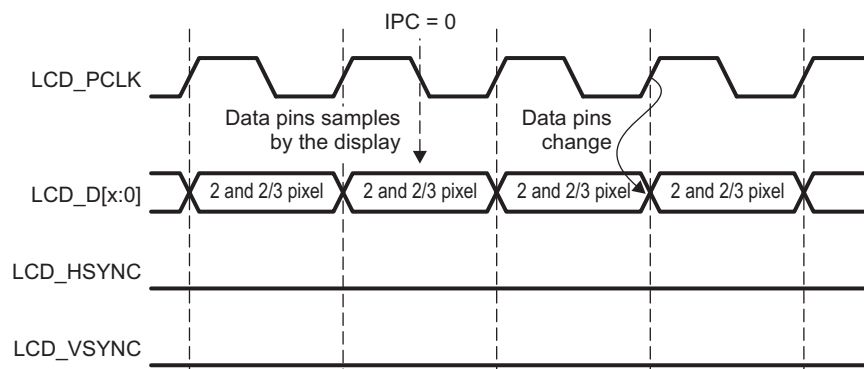 IPC = 0
LCD_PCLK
Data pins samples
by the display
Data pins
change
LCD_D[x:0]
2 and 2/3 pixel
2 and 2/3 pixel
2 and 2/3 pixel
2 and 2/3 pixel
LCD_HSYNC
LCD_VSYNC